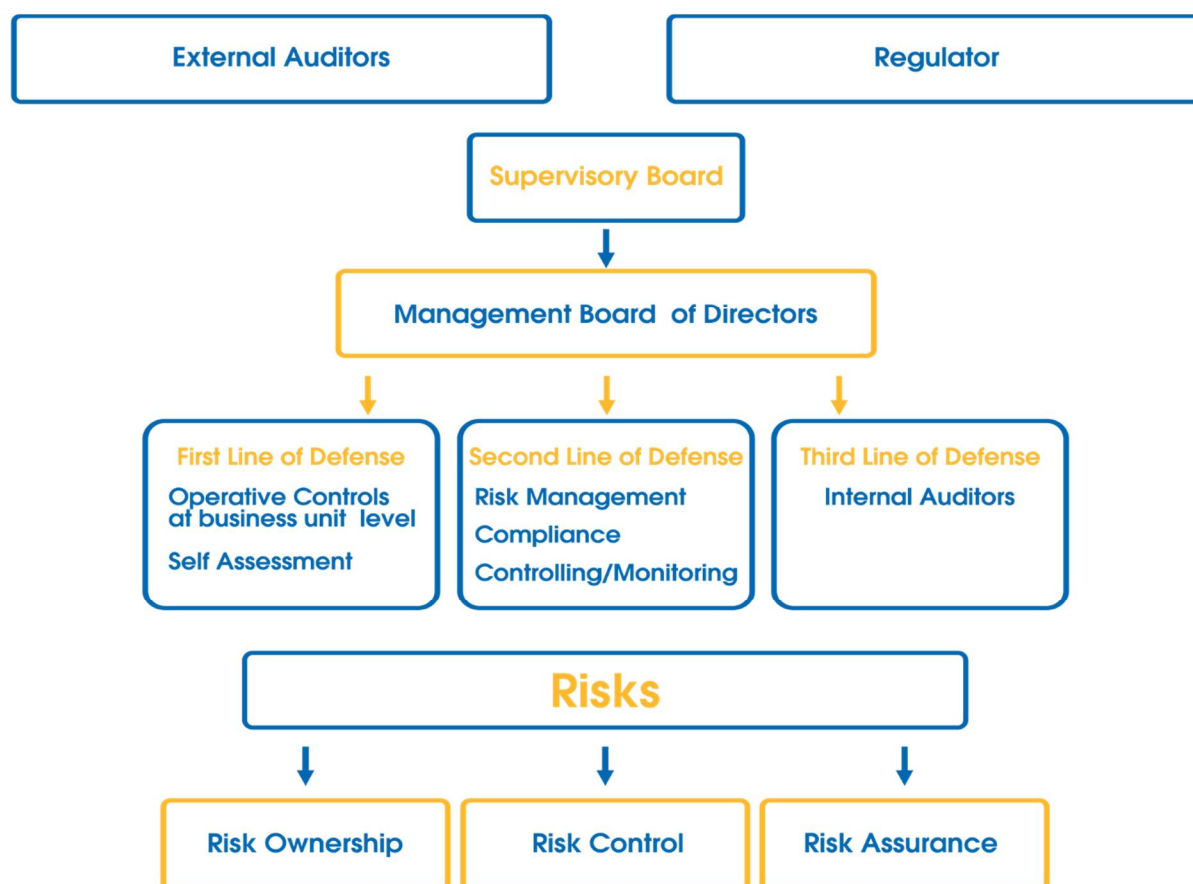 External Auditors
Regulator
Supervisory Board
Management Board of Directors
First Line of Defense
Operative Controls
at business unit level
Self Assessment
Second Line of Defense
Risk Management
Compliance
Controlling/Monitoring
Third Line of Defense
Internal Auditors
Risks
Risk Ownership
Risk Control
Risk Assurance